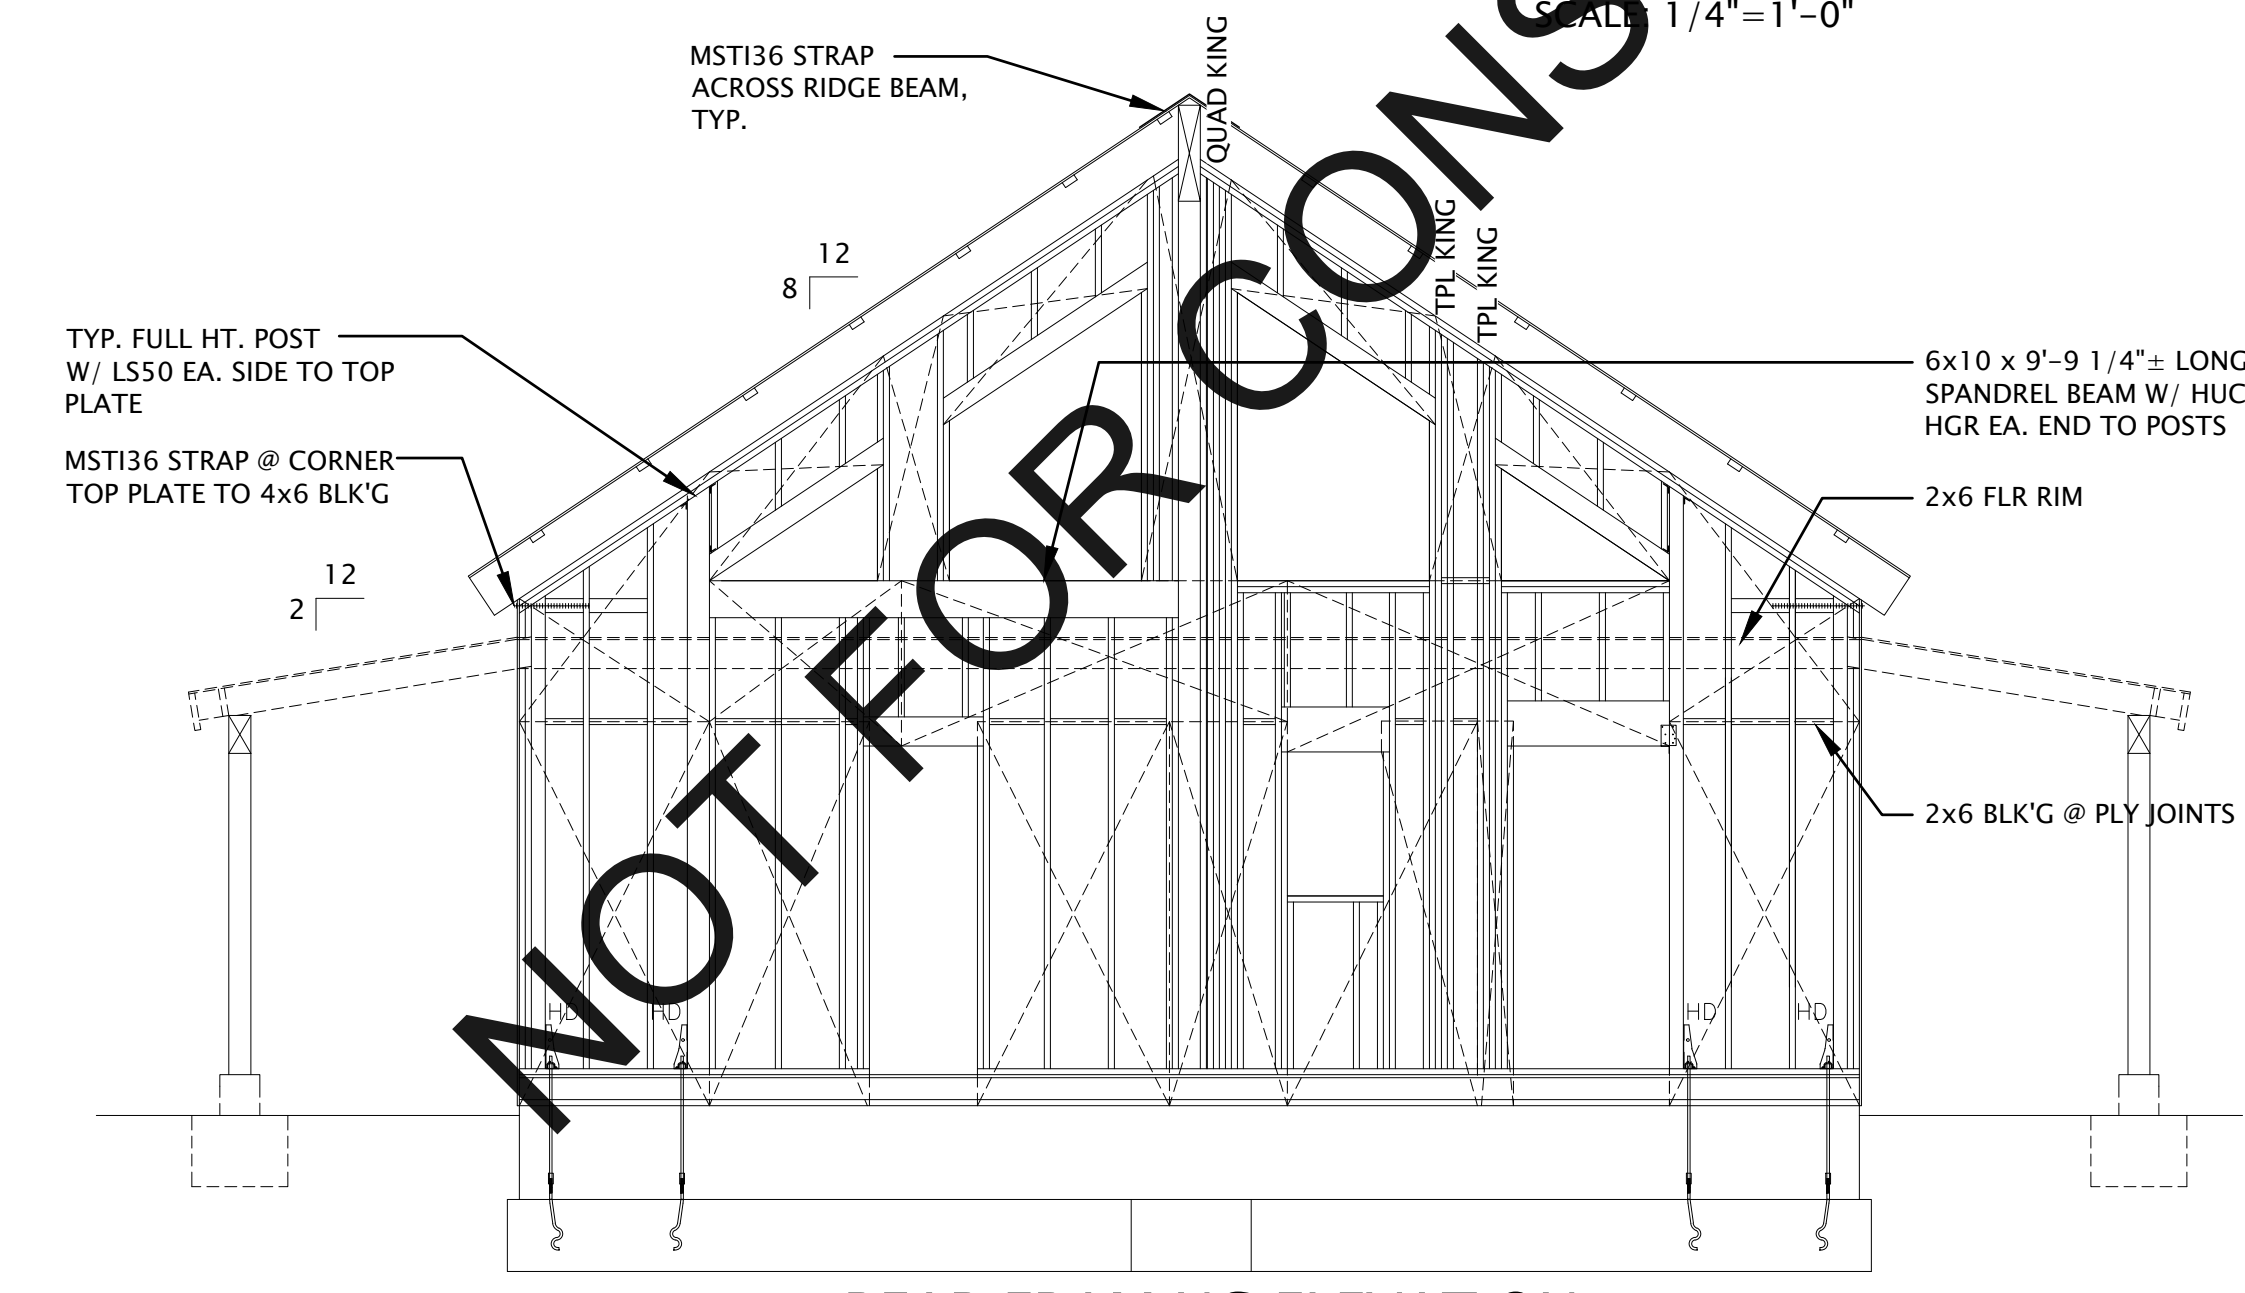 SCALE: 1/4"=1'-0"
MSTI36 STRAP
ACROSS RIDGE BEAM,
TYP.
QUAD KING
TPL KING
TPL KING
12
8
TYP. FULL HT. POST
W/ LS50 EA. SIDE TO TOP
PLATE
MSTI36 STRAP @ CORNER
TOP PLATE TO 4x6 BLK'G
12
2
6x10 x 9'-9 1/4"± LONG
SPANDREL BEAM W/ HUC
HGR EA. END TO POSTS
2x6 FLR RIM
2x6 BLK'G @ PLY JOINTS
HD
HD
HD
HD
NOT FOR CONS